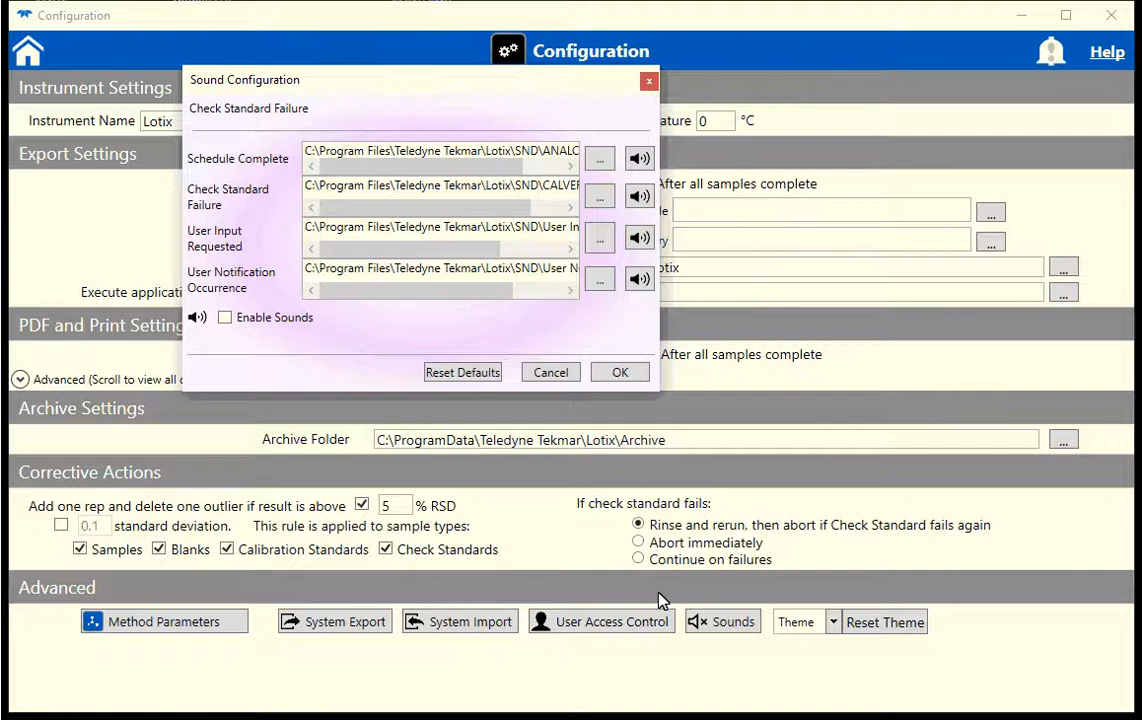 Configuration
Configuration
Help
Instrument Settings
Instrument Name Lotix
ature 0 °C
Export Settings
After all samples complete
le ...
ry ...
otix ...
Execute applicati ...
PDF and Print Setting
After all samples complete
Advanced (Scroll to view all
Archive Settings
Archive Folder C:\ProgramData\Teledyne Tekmar\Lotix\Archive ...
Corrective Actions
Add one rep and delete one outlier if result is above 5 % RSD
0.1 standard deviation. This rule is applied to sample types:
Samples Blanks Calibration Standards Check Standards
If check standard fails:
Rinse and rerun, then abort if Check Standard fails again
Abort immediately
Continue on failures
Advanced
Method Parameters System Export System Import User Access Control Sounds Theme Reset Theme
Sound Configuration
x
Check Standard Failure
Schedule Complete C:\Program Files\Teledyne Tekmar\Lotix\SND\ANALO ...
Check Standard Failure C:\Program Files\Teledyne Tekmar\Lotix\SND\CALVER ...
User Input Requested C:\Program Files\Teledyne Tekmar\Lotix\SND\User In ...
User Notification Occurrence C:\Program Files\Teledyne Tekmar\Lotix\SND\User N ...
Enable Sounds
Reset Defaults Cancel OK